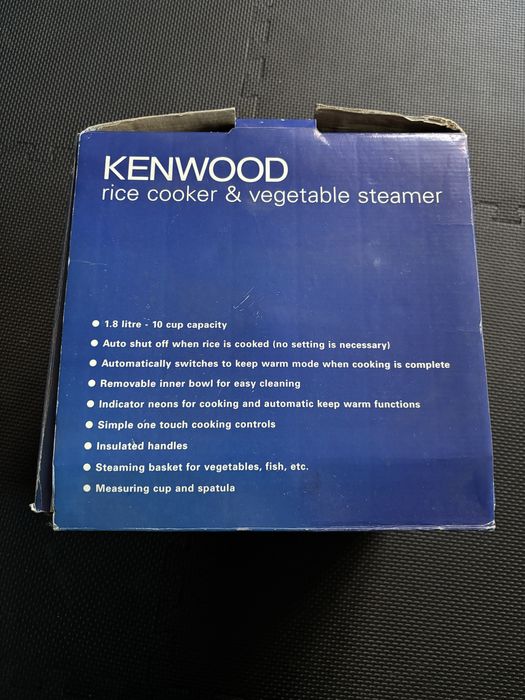 KENWOOD
rice cooker & vegetable steamer
● 1.8 litre - 10 cup capacity
● Auto shut off when rice is cooked (no setting is necessary)
● Automatically switches to keep warm mode when cooking is complete
● Removable inner bowl for easy cleaning
● Indicator neons for cooking and automatic keep warm functions
● Simple one touch cooking controls
● Insulated handles
● Steaming basket for vegetables, fish, etc.
● Measuring cup and spatula